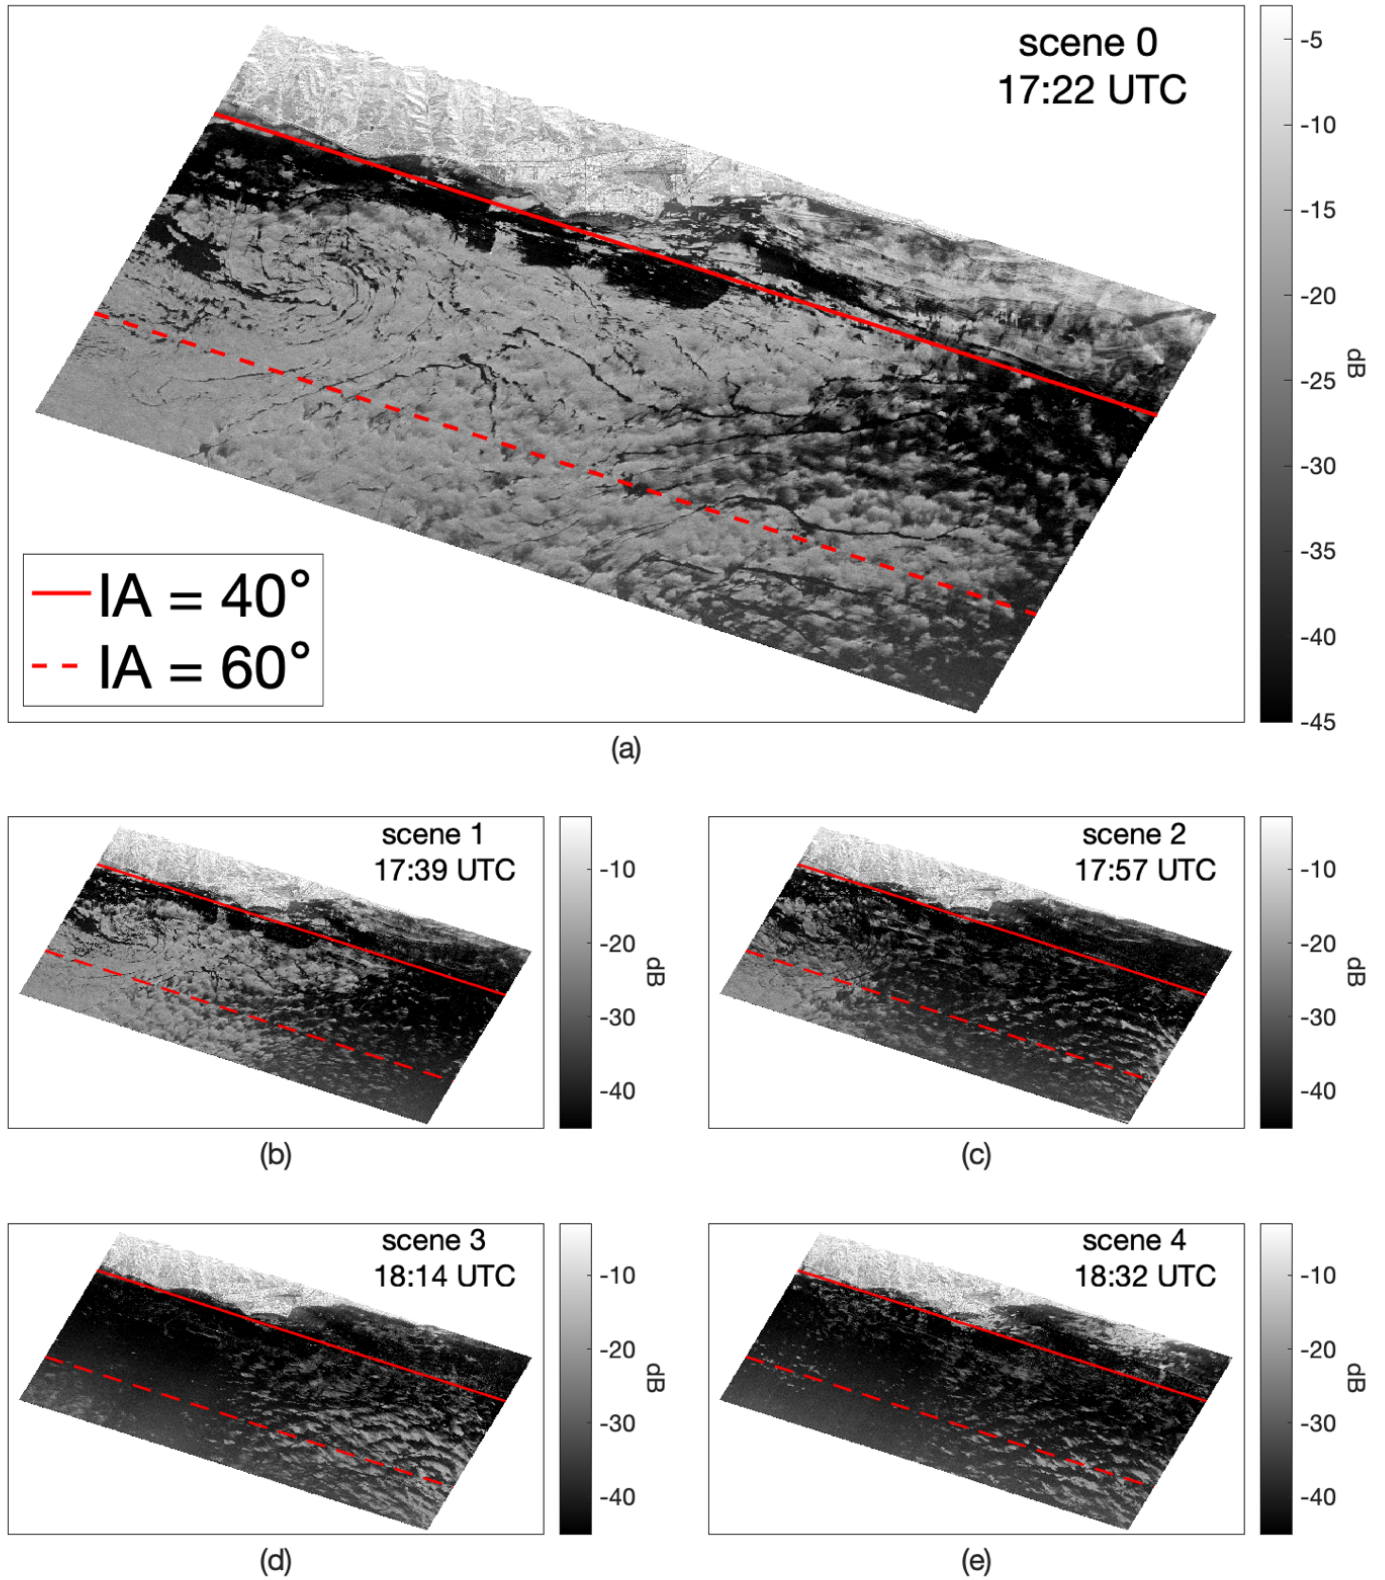 scene 0
17:22 UTC
-5
-10
-15
-20
-25
-30
-35
-40
-45
dB
IA = 40°
IA = 60°
(a)
scene 1
17:39 UTC
-10
-20
-30
-40
dB
(b)
scene 2
17:57 UTC
-10
-20
-30
-40
dB
(c)
scene 3
18:14 UTC
-10
-20
-30
-40
dB
(d)
scene 4
18:32 UTC
-10
-20
-30
-40
dB
(e)